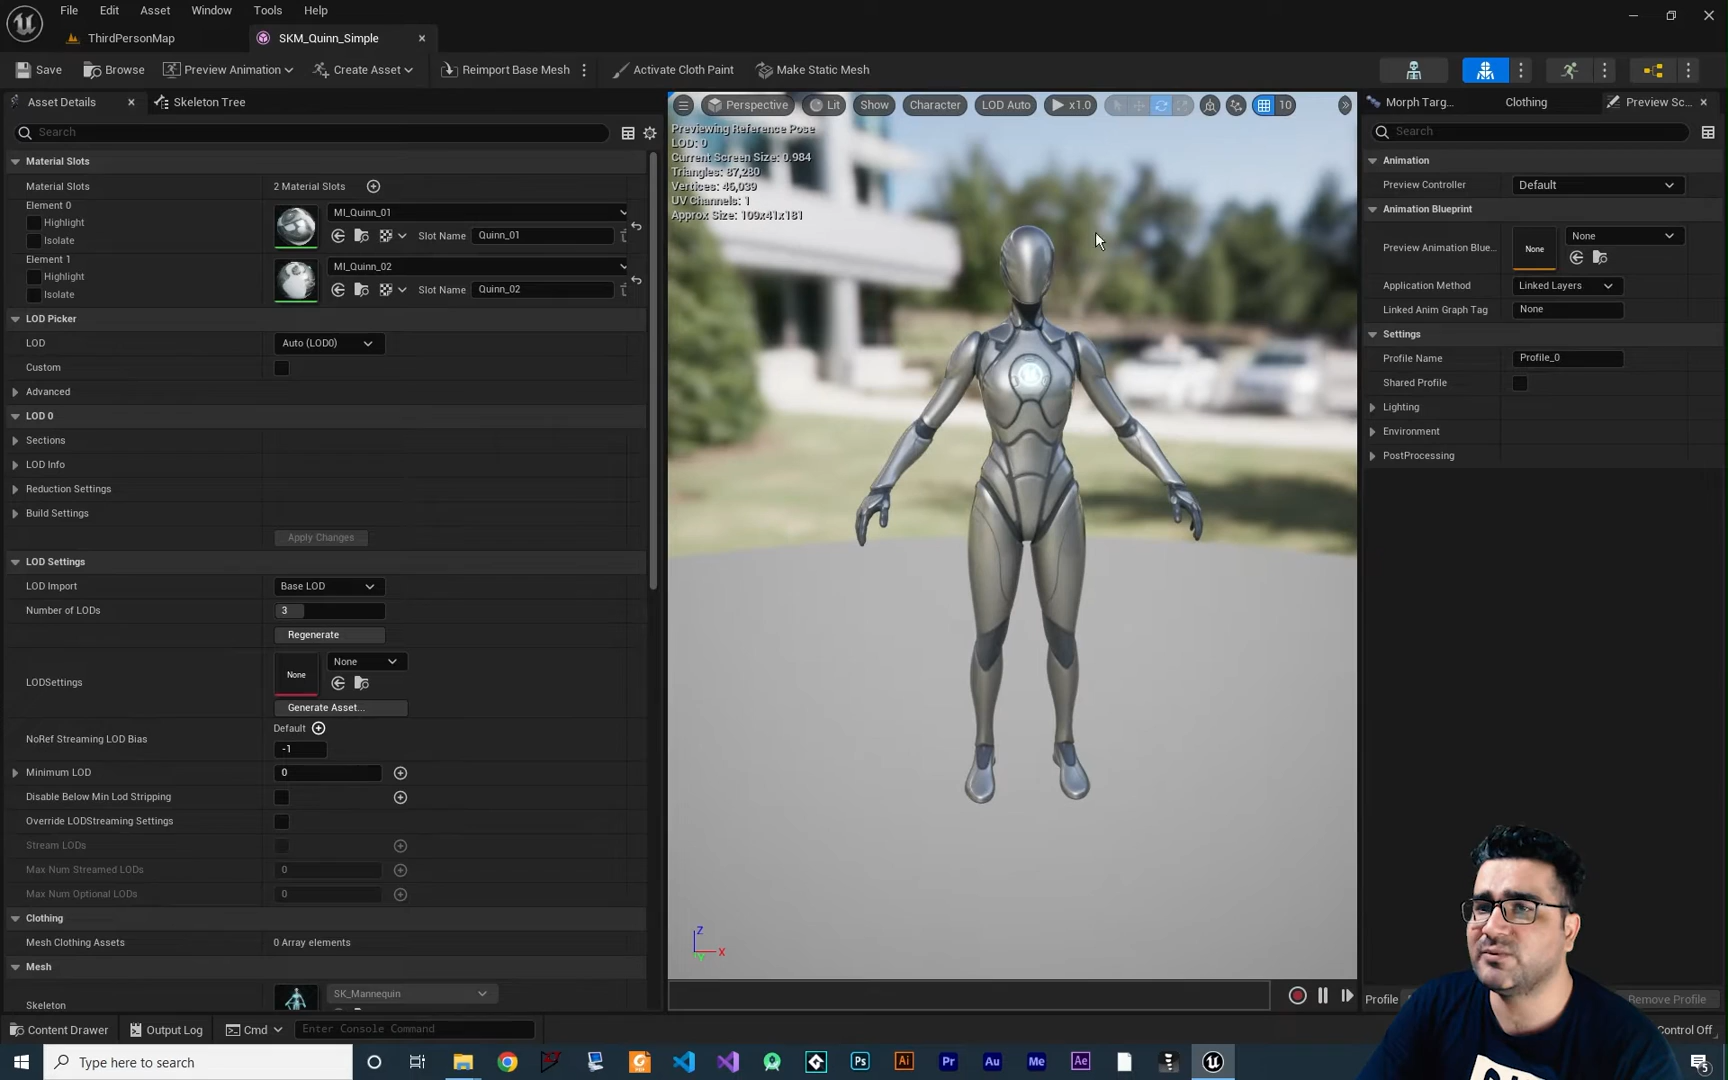 File Edit Asset Window Tools Help
ThirdPersonMap SKM_Quinn_Simple
Save Browse Preview Animation Create Asset Reimport Base Mesh Activate Cloth Paint Make Static Mesh
Asset Details Skeleton Tree
Search
Material Slots
Material Slots 2 Material Slots
Element 0
Highlight
Isolate
MI_Quinn_01
Slot Name Quinn_01
Element 1
Highlight
Isolate
MI_Quinn_02
Slot Name Quinn_02
LOD Picker
LOD Auto (LOD0)
Custom
Advanced
LOD 0
Sections
LOD Info
Reduction Settings
Build Settings
Apply Changes
LOD Settings
LOD Import Base LOD
Number of LODs 3
Regenerate
LODSettings None None
Generate Asset...
Default
NoRef Streaming LOD Bias -1
Minimum LOD 0
Disable Below Min Lod Stripping
Override LODStreaming Settings
Stream LODs
Max Num Streamed LODs 0
Max Num Optional LODs 0
Clothing
Mesh Clothing Assets 0 Array elements
Mesh
Skeleton SK_Mannequin
Perspective Lit Show Character LOD Auto x1.0 10
Previewing Reference Pose
LOD: 0
Current Screen Size: 0.984
Triangles: 87,280
Vertices: 45,039
UV Channels: 1
Approx Size: 109x41x181
Z
X
Y
Morph Targ... Clothing Preview Sc...
Search
Animation
Preview Controller Default
Animation Blueprint
Preview Animation Blue... None None
Application Method Linked Layers
Linked Anim Graph Tag None
Settings
Profile Name Profile_0
Shared Profile
Lighting
Environment
PostProcessing
Profile Remove Profile
Content Drawer Output Log Cmd Enter Console Command
Control Off
Type here to search
Ps Ai Pr Au Me Ae
5